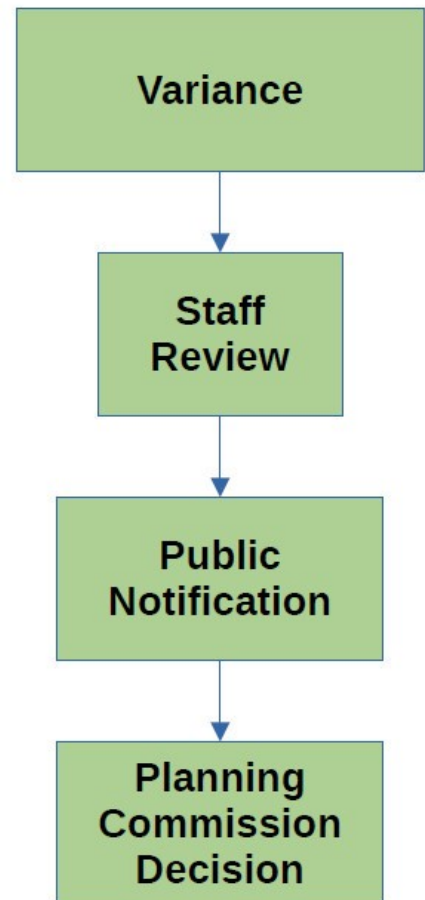 Variance
Staff
Review
Public
Notification
Planning
Commission
Decision